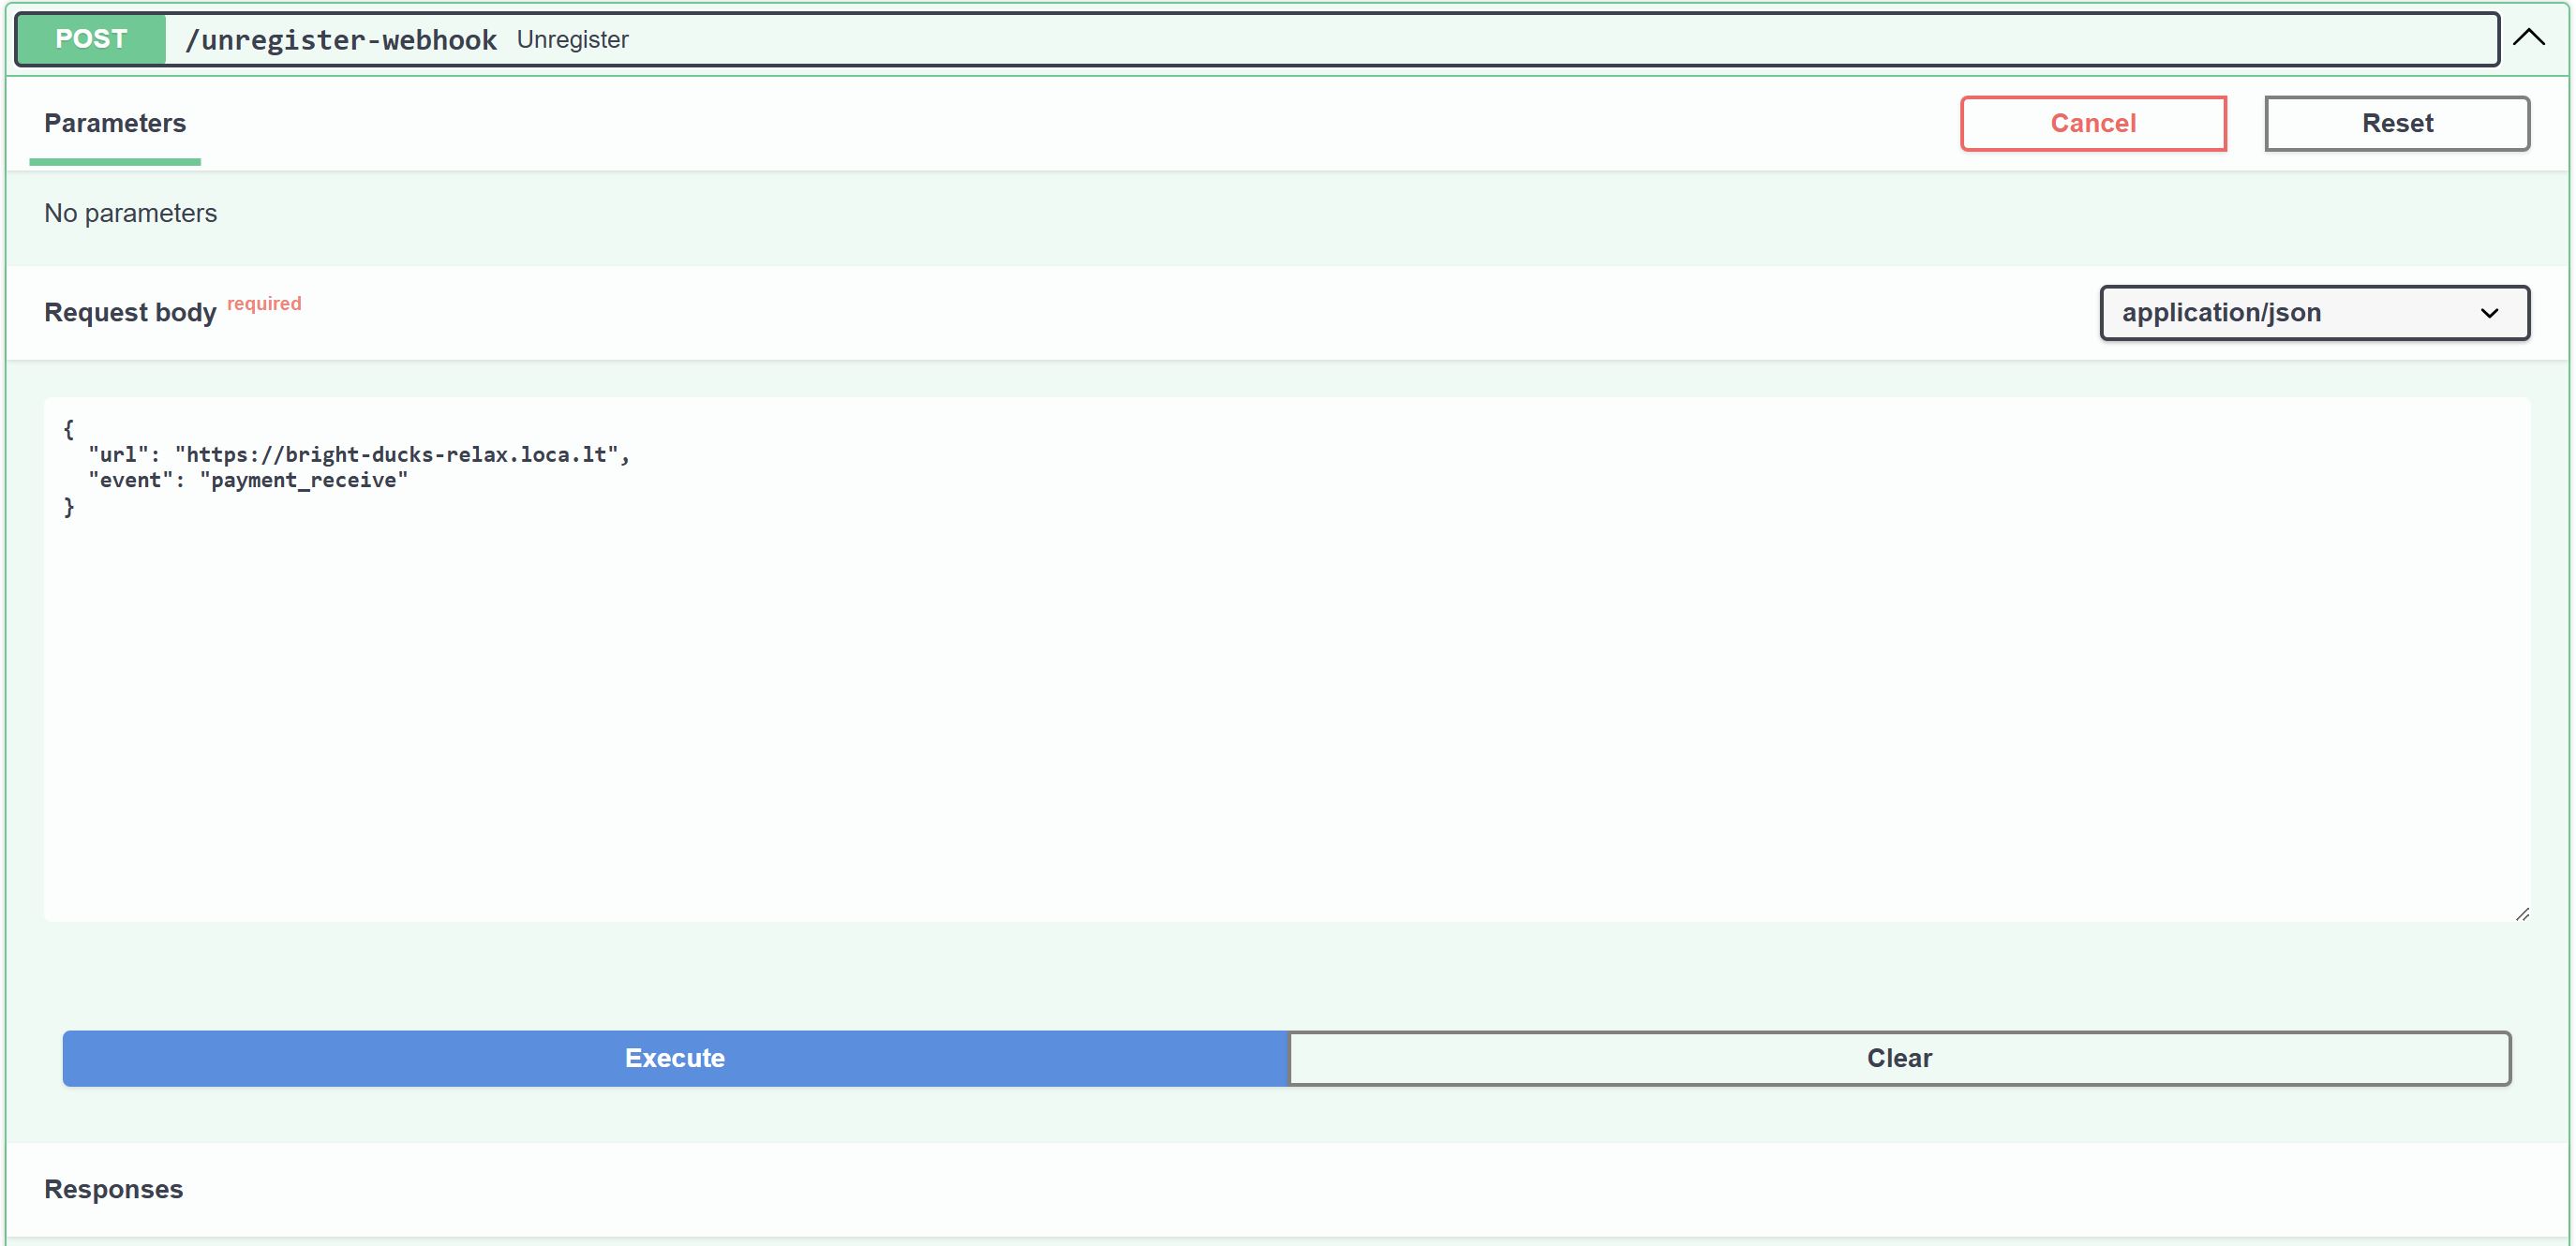 POST /unregister-webhook Unregister
Parameters Cancel Reset
No parameters
Request body required application/json
{
  "url": "https://bright-ducks-relax.loca.lt",
  "event": "payment_receive"
}
Execute Clear
Responses